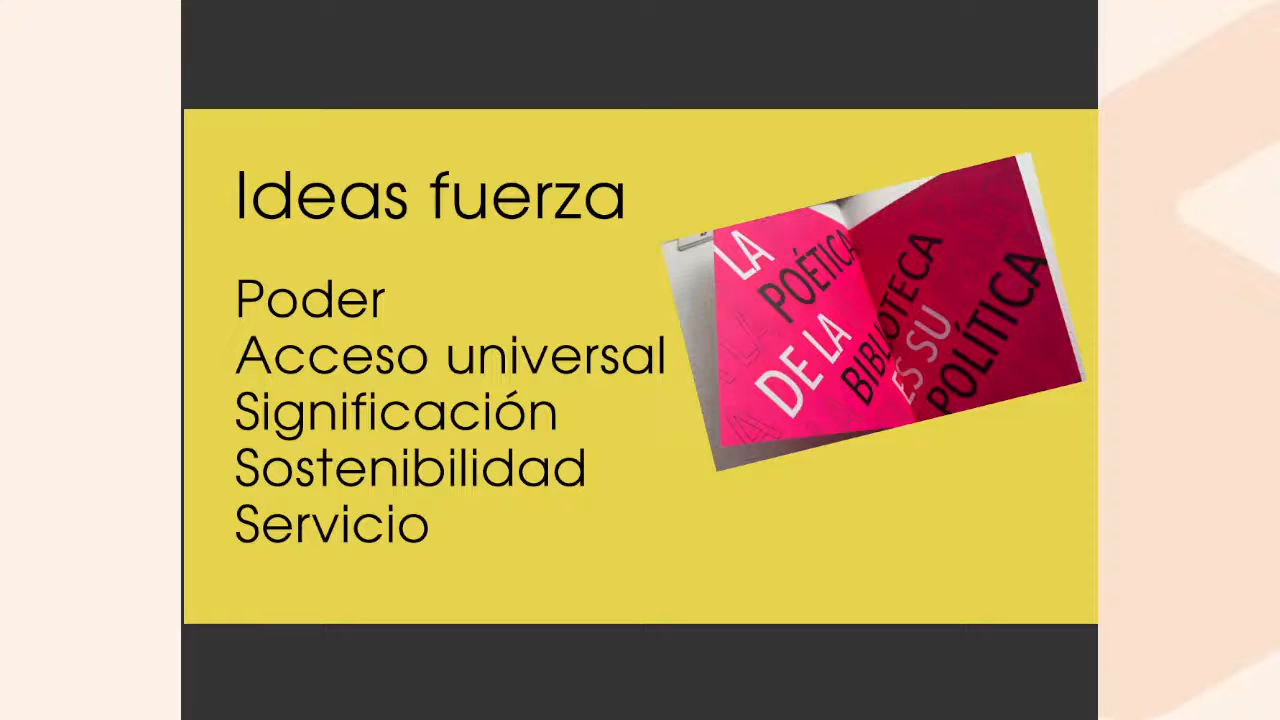 Ideas fuerza
Poder
Acceso universal
Significación
Sostenibilidad
Servicio
LA
POÉTICA
DE LA
BIBLIOTECA
ES SU
POLÍTICA